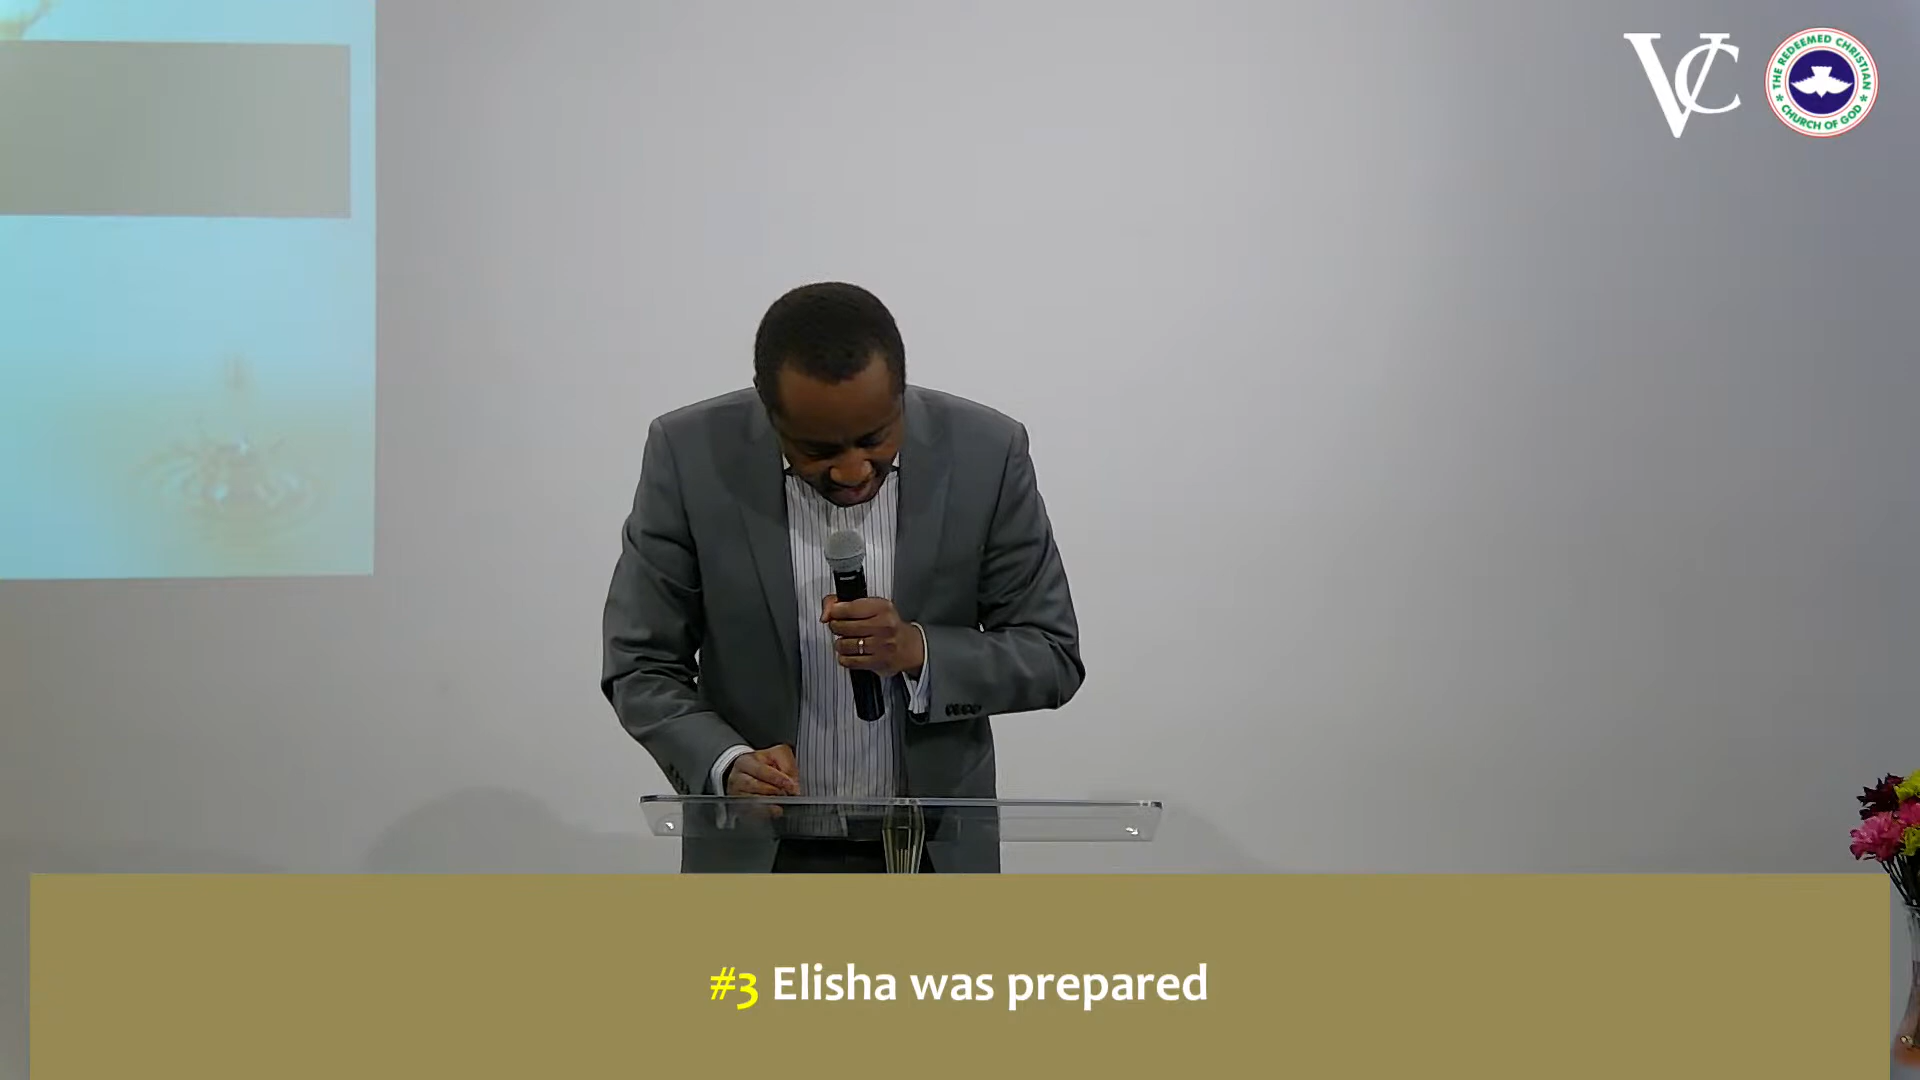 VC
THE REDEEMED CHRISTIAN
CHURCH OF GOD
#3 Elisha was prepared